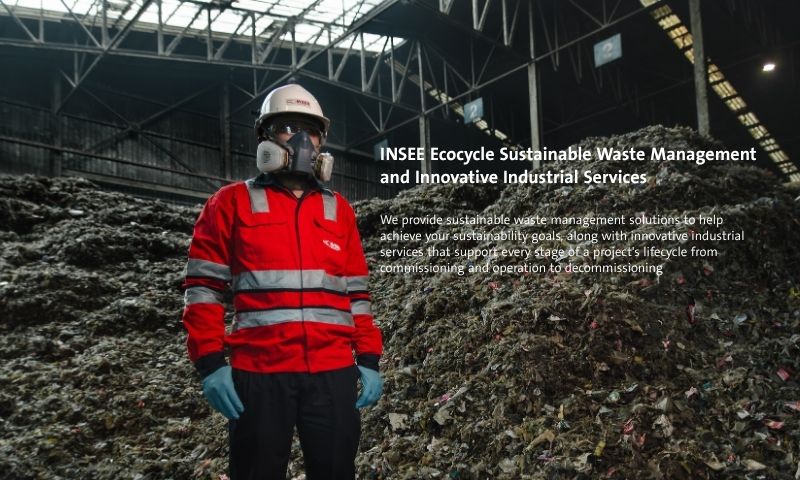 INSEE Ecocycle Sustainable Waste Management
and Innovative Industrial Services
We provide sustainable waste management solutions to help
achieve your sustainability goals, along with innovative industrial
services that support every stage of a project's lifecycle from
commissioning and operation to decommissioning
2
2